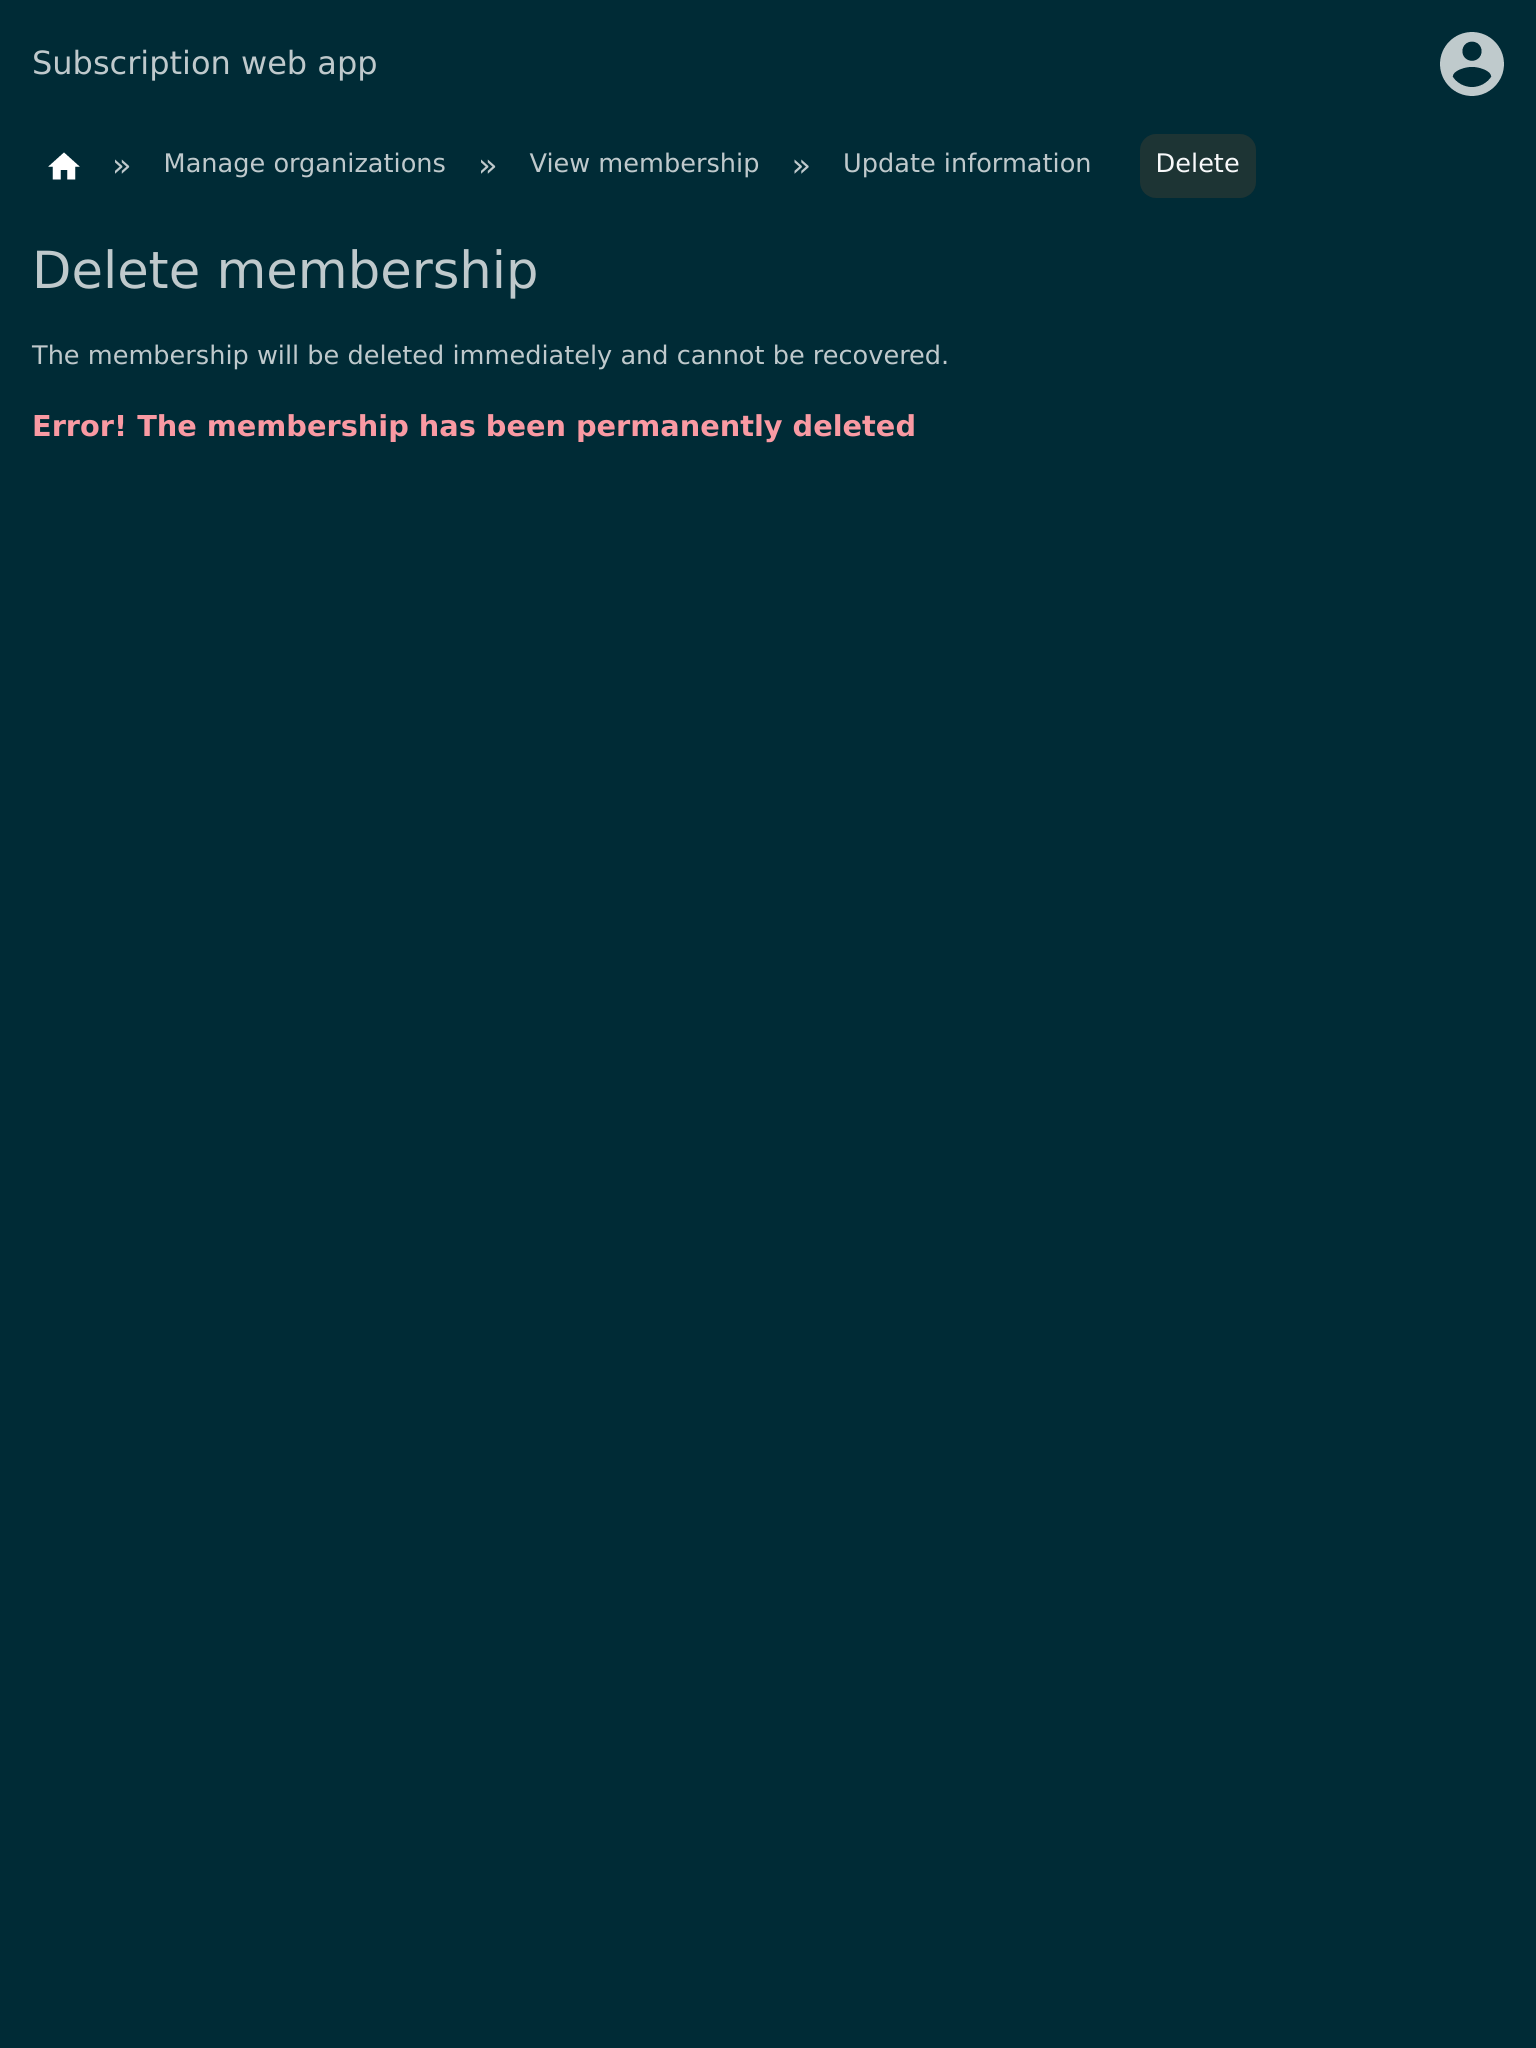 Subscription web app
» Manage organizations » View membership » Update information Delete
Delete membership
The membership will be deleted immediately and cannot be recovered.
Error! The membership has been permanently deleted